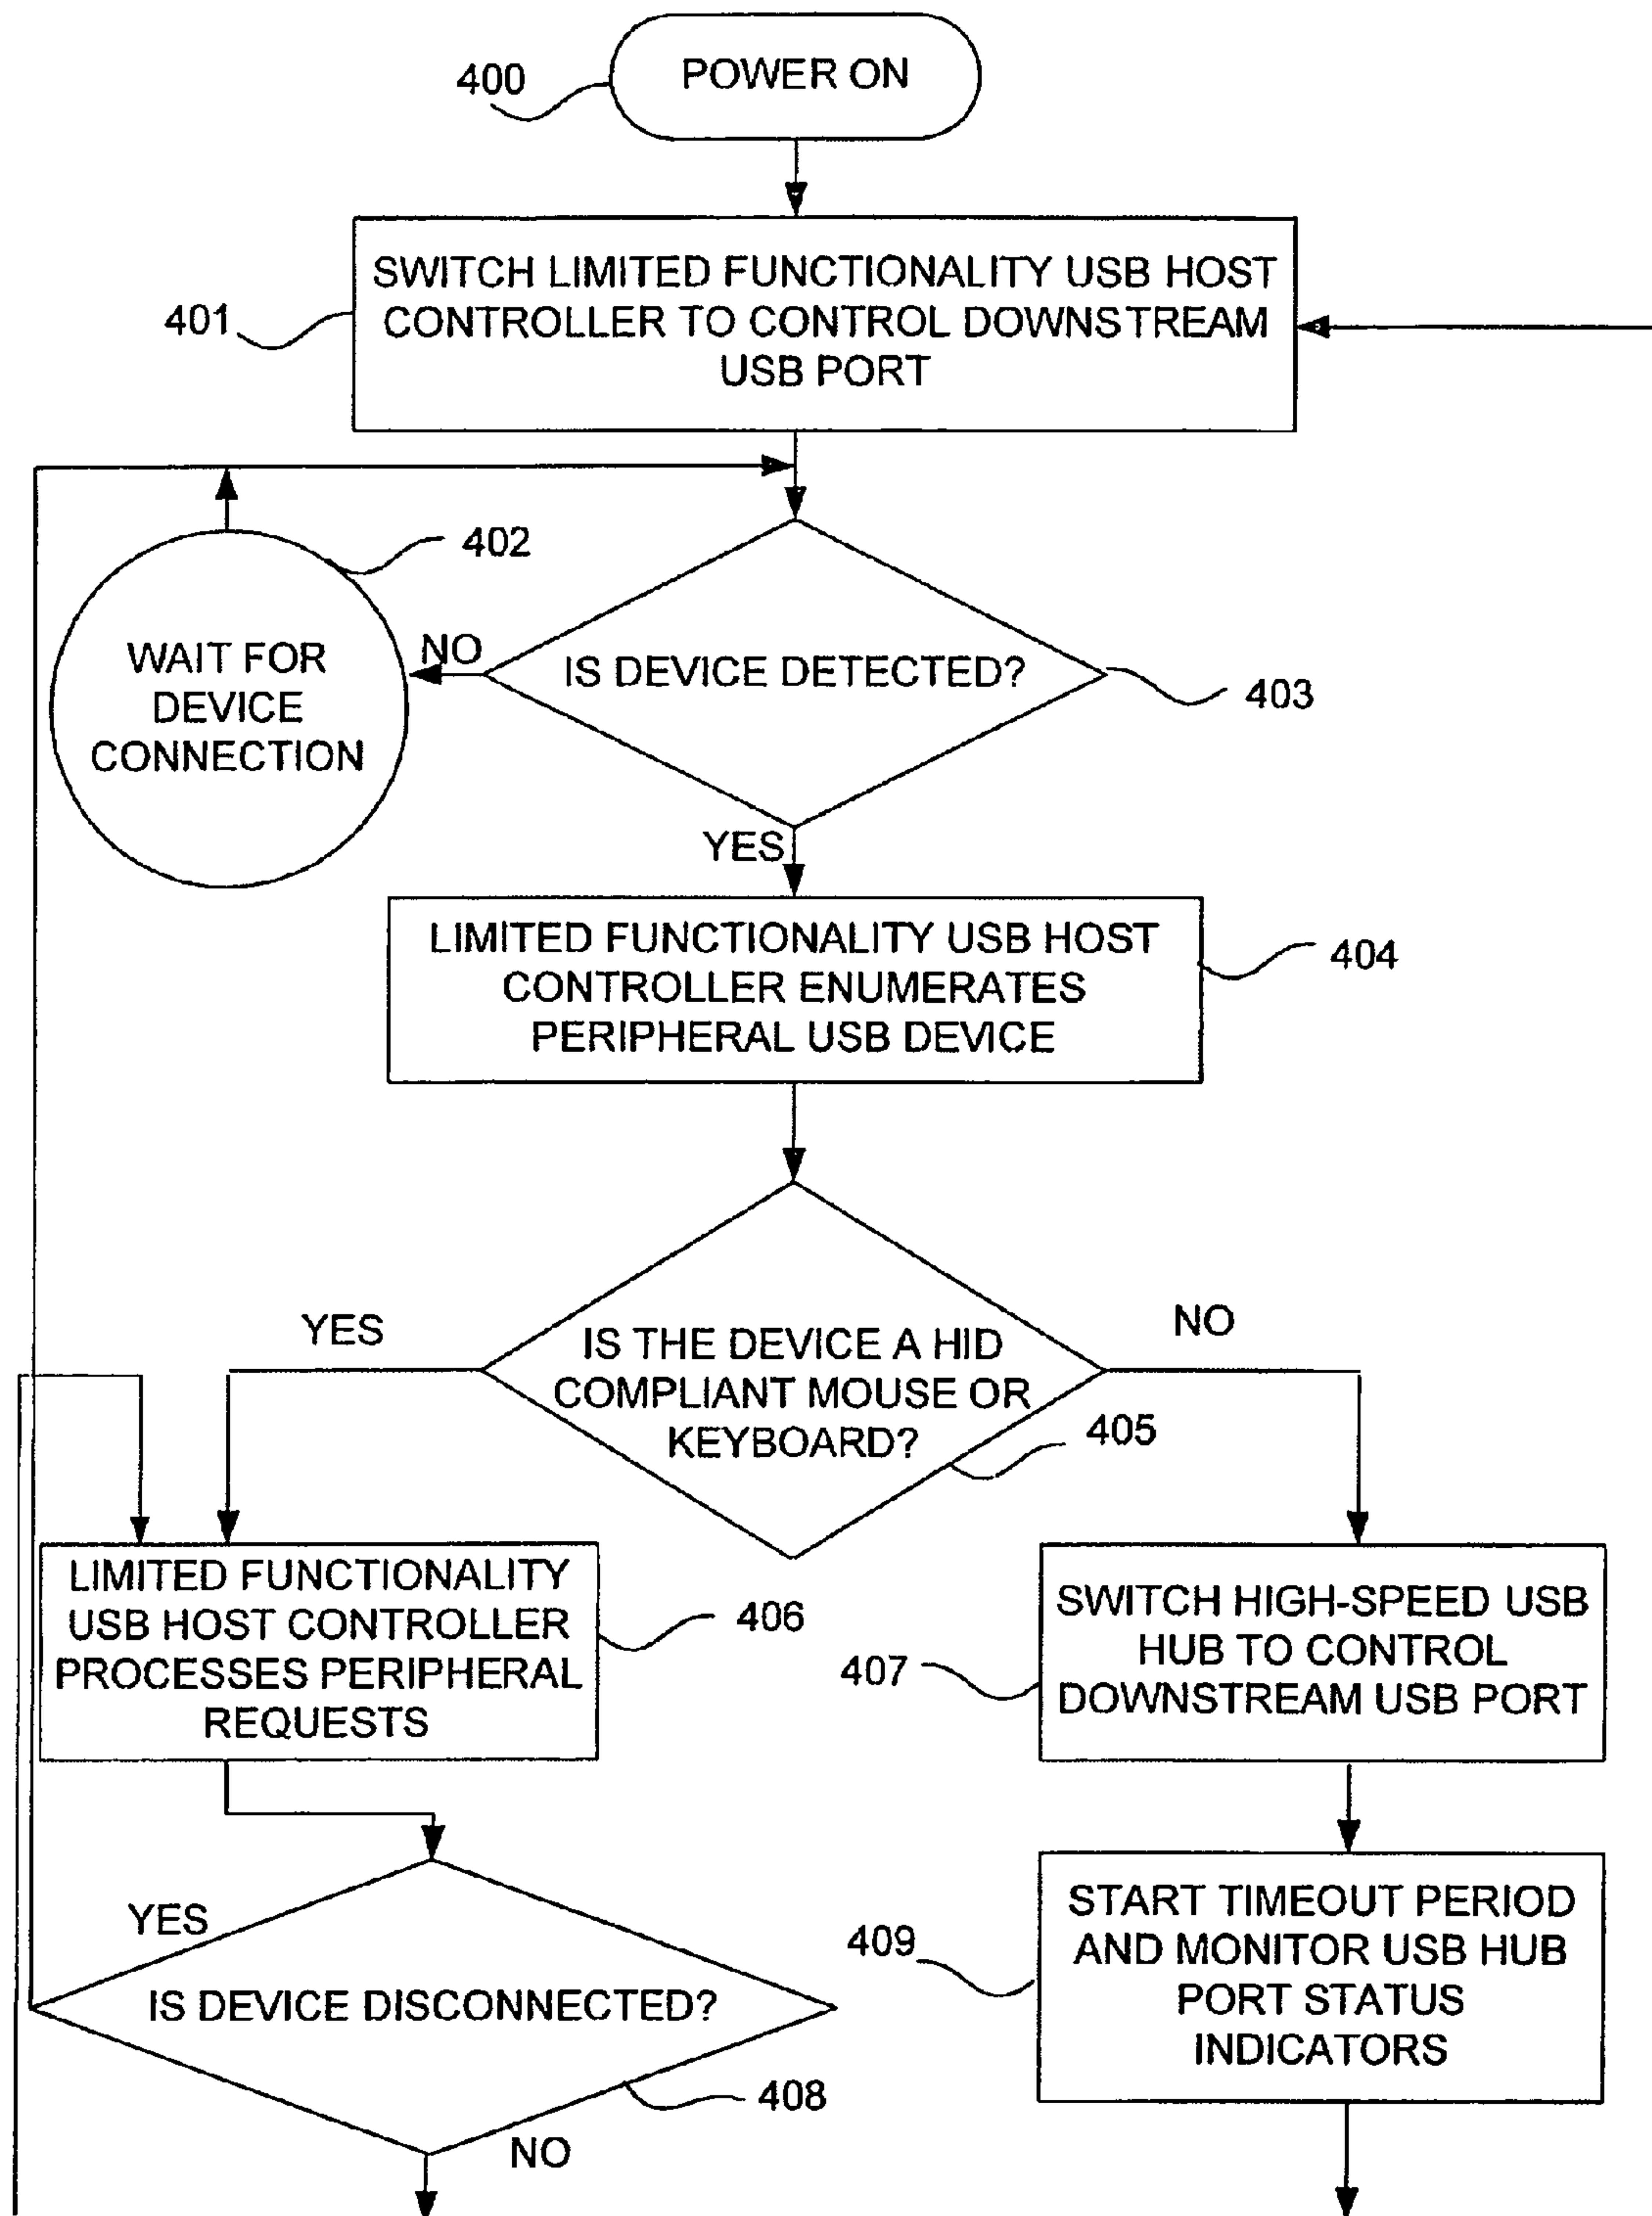 400
POWER ON
401
SWITCH LIMITED FUNCTIONALITY USB HOST
CONTROLLER TO CONTROL DOWNSTREAM
USB PORT
402
WAIT FOR
DEVICE
CONNECTION
NO
IS DEVICE DETECTED?
403
YES
LIMITED FUNCTIONALITY USB HOST
CONTROLLER ENUMERATES
PERIPHERAL USB DEVICE
404
YES
IS THE DEVICE A HID
COMPLIANT MOUSE OR
KEYBOARD?
405
NO
LIMITED FUNCTIONALITY
USB HOST CONTROLLER
PROCESSES PERIPHERAL
REQUESTS
406
407
SWITCH HIGH-SPEED USB
HUB TO CONTROL
DOWNSTREAM USB PORT
YES
IS DEVICE DISCONNECTED?
408
NO
409
START TIMEOUT PERIOD
AND MONITOR USB HUB
PORT STATUS
INDICATORS